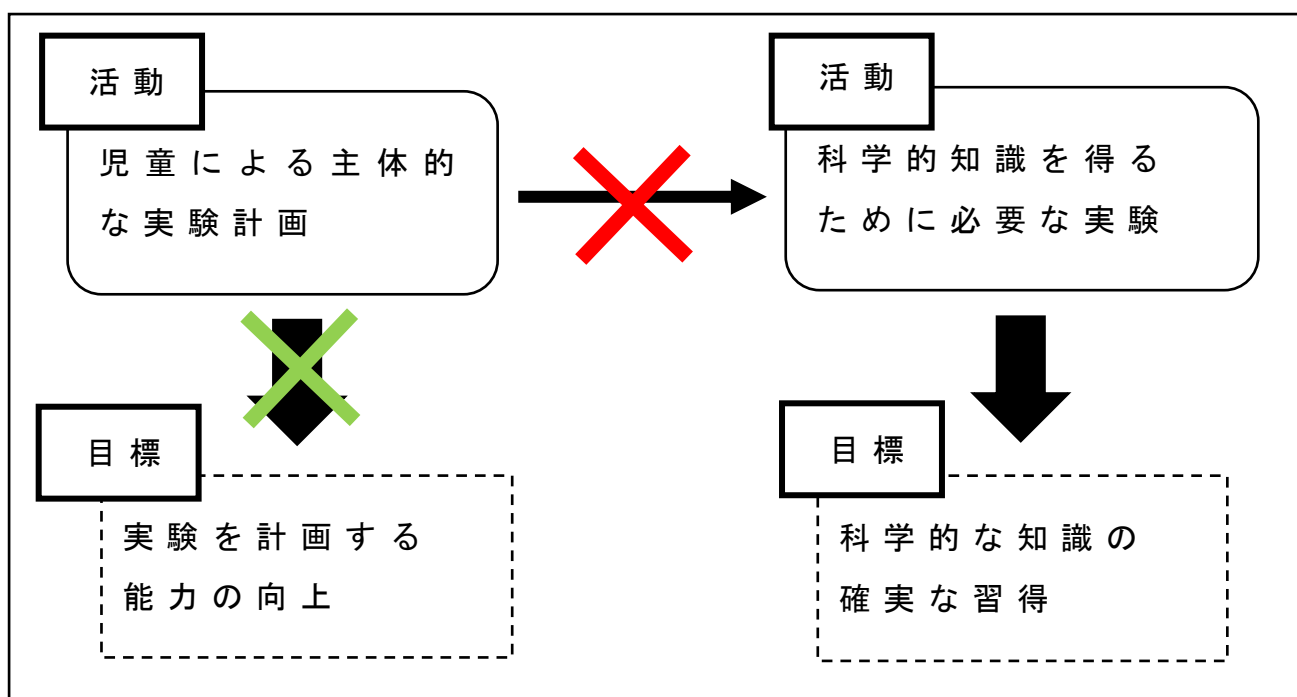 活動
児童による主体的
な実験計画
活動
科学的知識を得る
ために必要な実験
目標
実験を計画する
能力の向上
目標
科学的な知識の
確実な習得